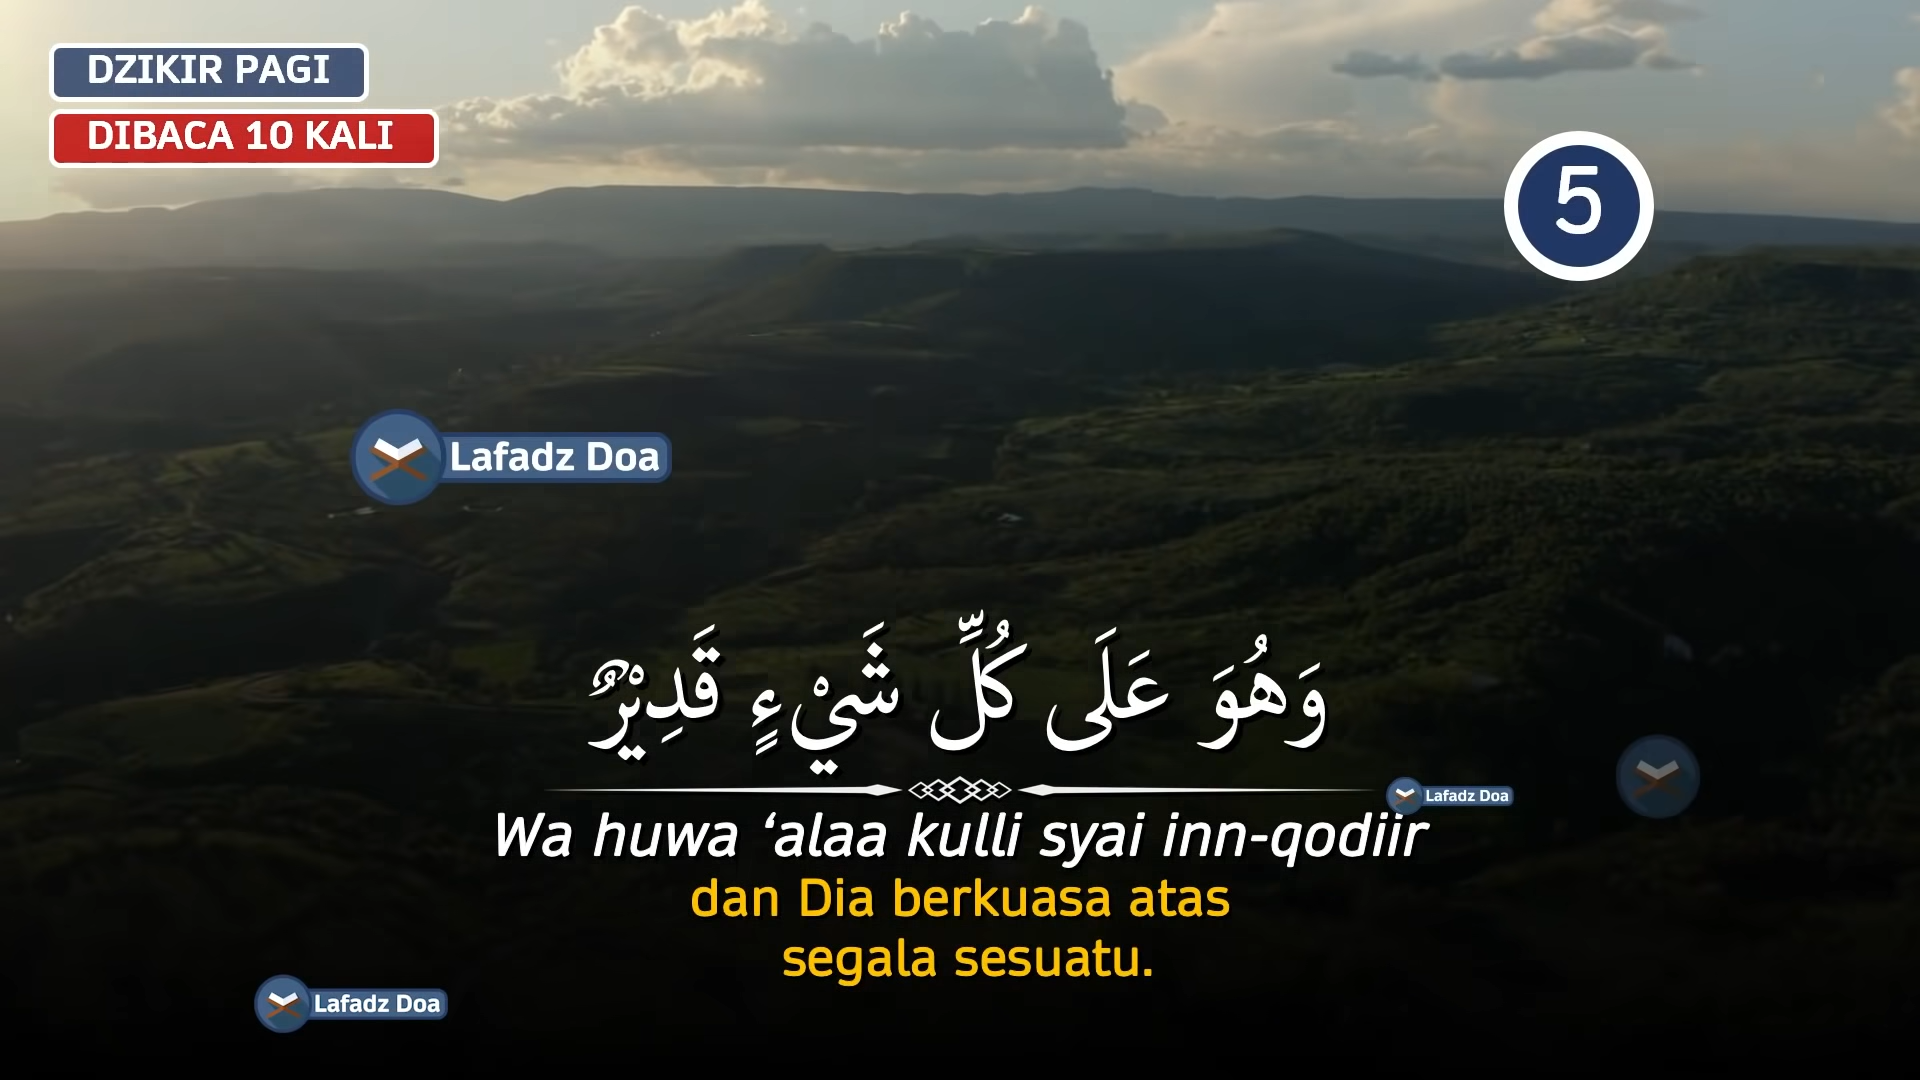 DZIKIR PAGI
DIBACA 10 KALI
5
Lafadz Doa
وَهُوَ عَلَى كُلِّ شَيْءٍ قَدِيْرٌ
Lafadz Doa
Wa huwa ‘alaa kulli syai inn-qodiir
dan Dia berkuasa atas
segala sesuatu.
Lafadz Doa